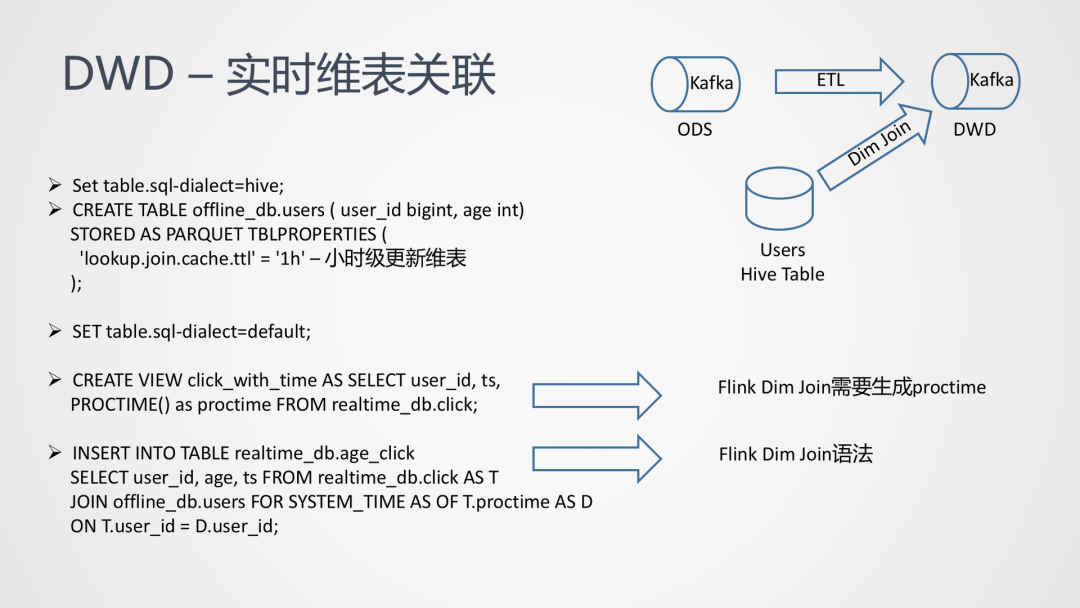 DWD – 实时维表关联
Kafka
ETL
Kafka
ODS
Dim Join
DWD
Users
Hive Table
➢ Set table.sql-dialect=hive;
➢ CREATE TABLE offline_db.users ( user_id bigint, age int)
STORED AS PARQUET TBLPROPERTIES (
'lookup.join.cache.ttl' = '1h' – 小时级更新维表
);
➢ SET table.sql-dialect=default;
➢ CREATE VIEW click_with_time AS SELECT user_id, ts,
PROCTIME() as proctime FROM realtime_db.click;
Flink Dim Join需要生成proctime
➢ INSERT INTO TABLE realtime_db.age_click
SELECT user_id, age, ts FROM realtime_db.click AS T
JOIN offline_db.users FOR SYSTEM_TIME AS OF T.proctime AS D
ON T.user_id = D.user_id;
Flink Dim Join语法